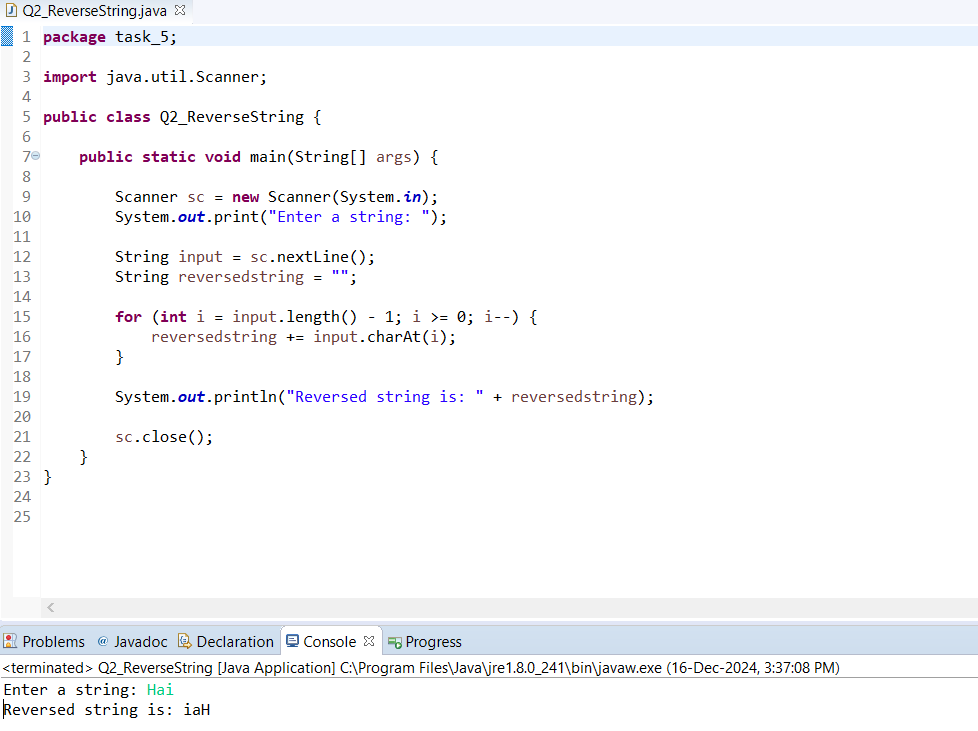 Q2_ReverseString.java
1 package task_5;
2
3 import java.util.Scanner;
4
5 public class Q2_ReverseString {
6
7     public static void main(String[] args) {
8
9         Scanner sc = new Scanner(System.in);
10         System.out.print("Enter a string: ");
11
12         String input = sc.nextLine();
13         String reversedstring = "";
14
15         for (int i = input.length() - 1; i >= 0; i--) {
16             reversedstring += input.charAt(i);
17         }
18
19         System.out.println("Reversed string is: " + reversedstring);
20
21         sc.close();
22     }
23 }
24
25
Problems @ Javadoc Declaration Console Progress
<terminated> Q2_ReverseString [Java Application] C:\Program Files\Java\jre1.8.0_241\bin\javaw.exe (16-Dec-2024, 3:37:08 PM)
Enter a string: Hai
Reversed string is: iaH